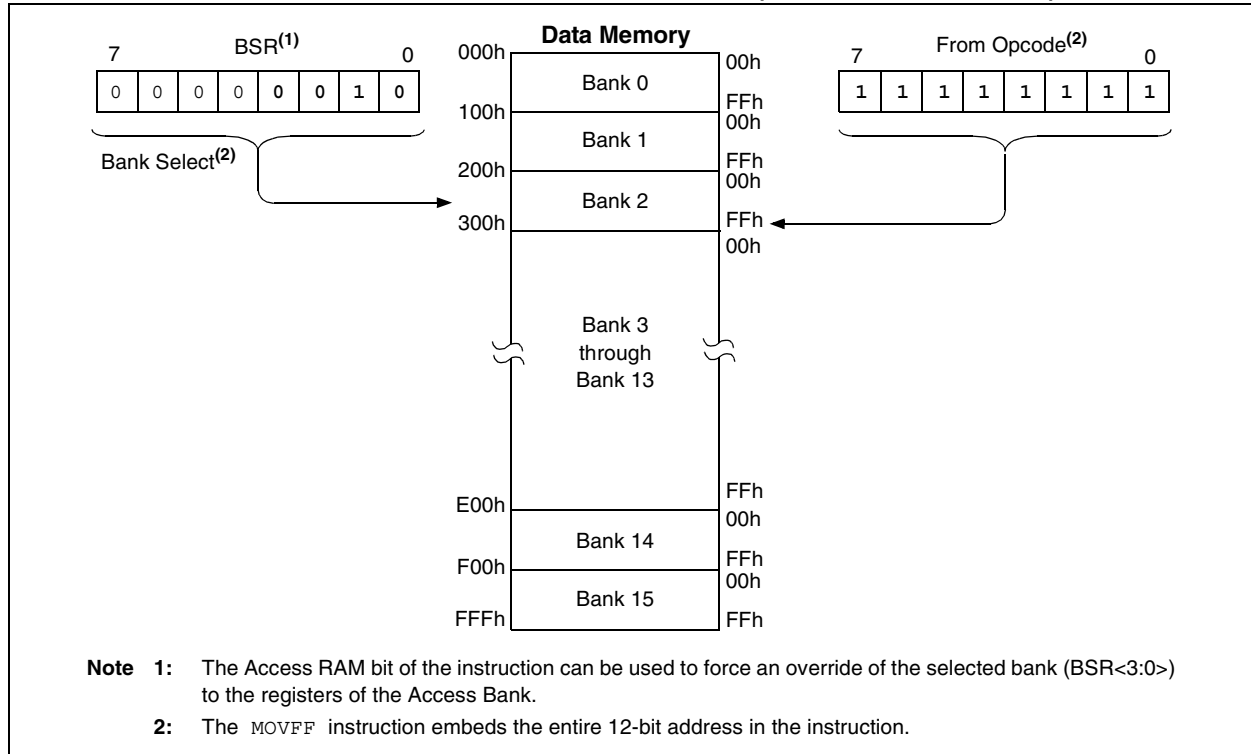 Data Memory
7 BSR(1) 0
0 0 0 0 0 0 1 0
Bank Select(2)
7 From Opcode(2) 0
1 1 1 1 1 1 1 1
000h
Bank 0
00h
FFh
100h
Bank 1
00h
FFh
200h
Bank 2
00h
FFh
300h
Bank 3
through
Bank 13
00h
FFh
E00h
Bank 14
00h
FFh
F00h
Bank 15
00h
FFFh
FFh
Note 1: The Access RAM bit of the instruction can be used to force an override of the selected bank (BSR<3:0>)
to the registers of the Access Bank.
2: The MOVFF instruction embeds the entire 12-bit address in the instruction.